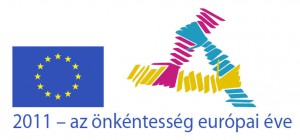 2011 – az önkéntesség európai éve